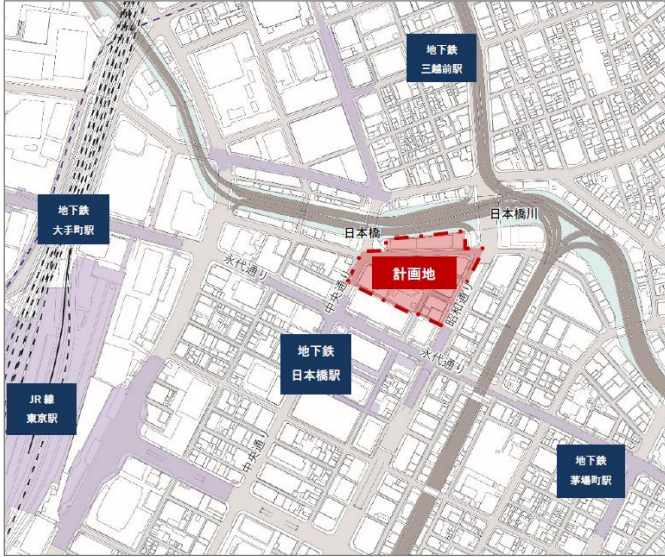 地下鉄
三越前駅
地下鉄
大手町駅
日本橋
日本橋川
計画地
永代通り
中央通り
昭和通り
地下鉄
日本橋駅
永代通り
JR 線
東京駅
中央通り
地下鉄
茅場町駅